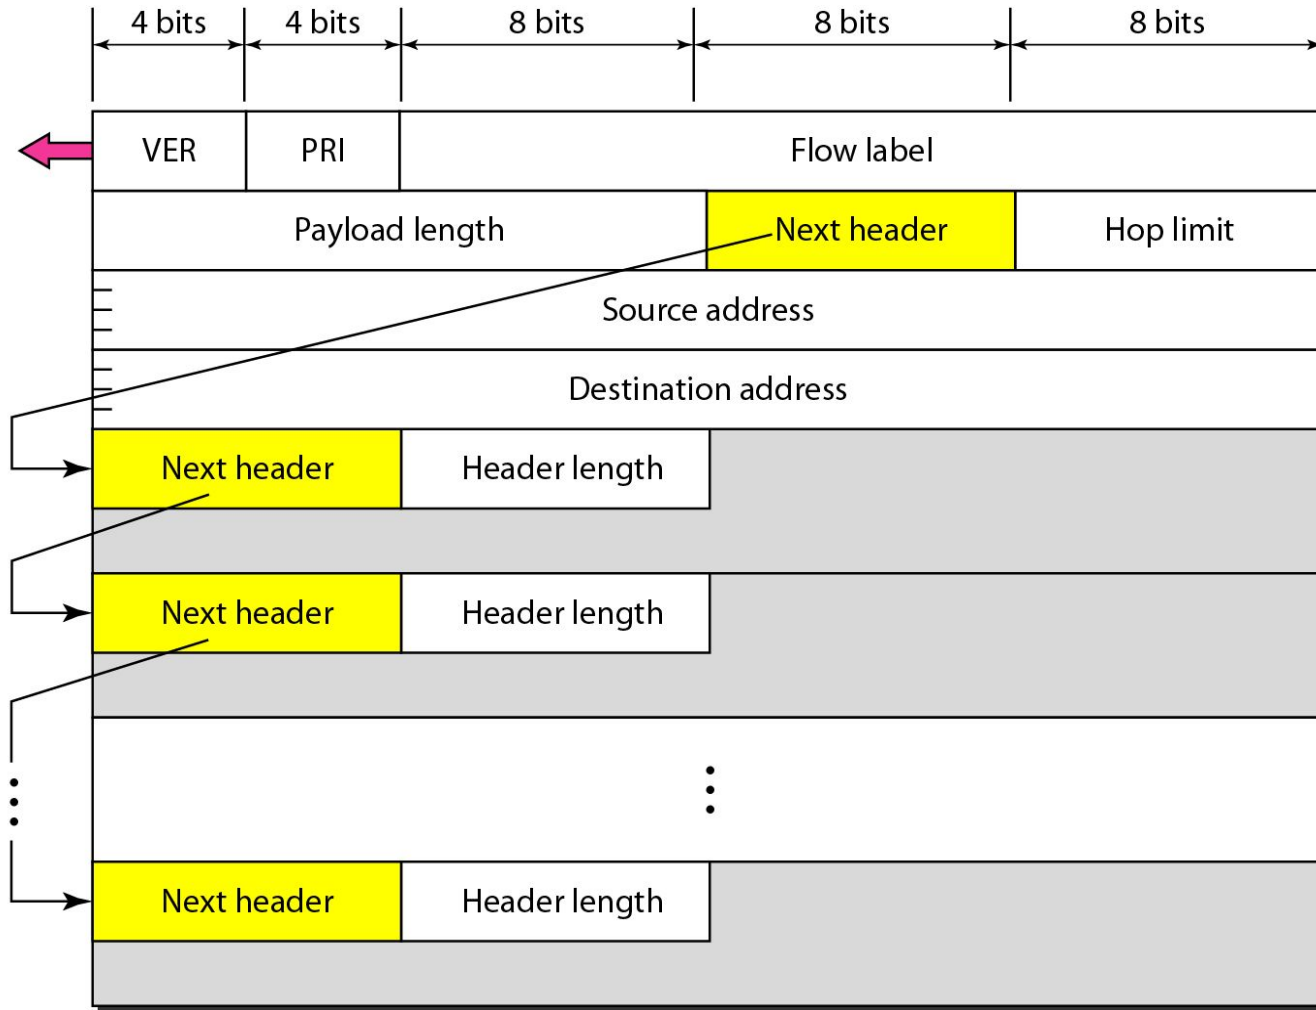 4 bits 4 bits 8 bits 8 bits 8 bits
VER PRI Flow label
Payload length Next header Hop limit
Source address
Destination address
Next header Header length
Next header Header length
Next header Header length